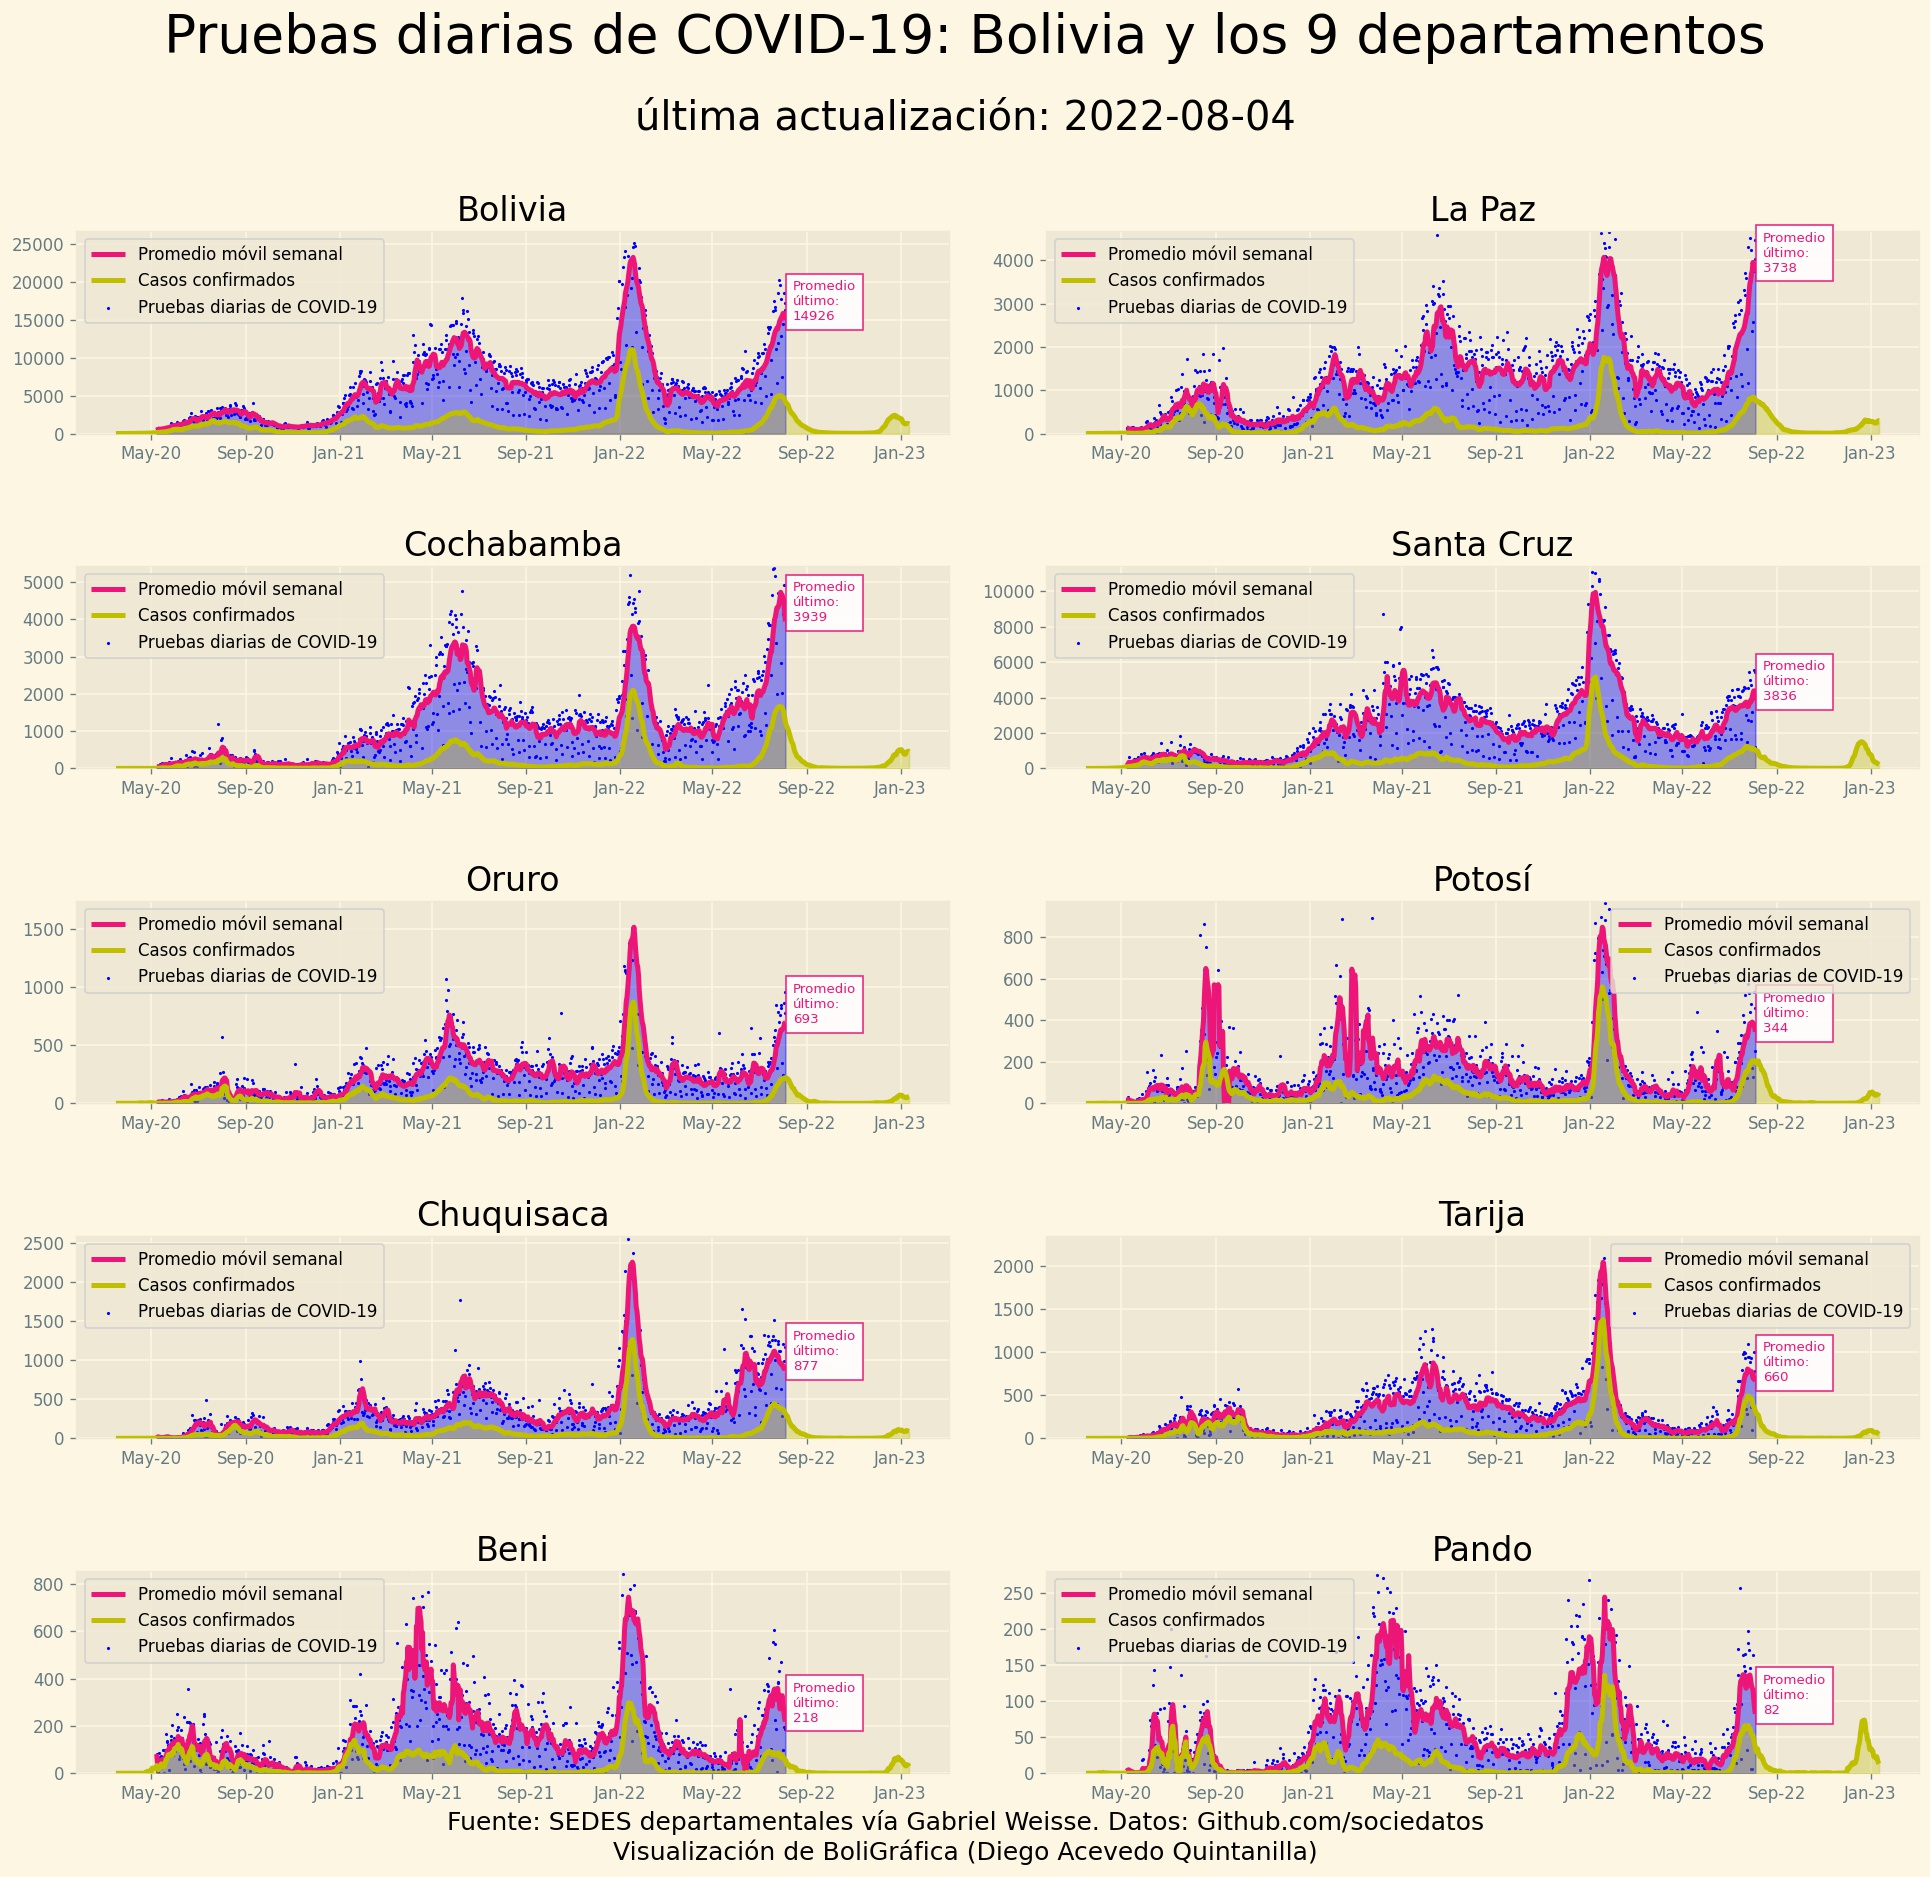 Pruebas diarias de COVID-19: Bolivia y los 9 departamentos
última actualización: 2022-08-04
Bolivia
25000
20000
15000
10000
5000
0
Promedio móvil semanal
Casos confirmados
Pruebas diarias de COVID-19
Promedio
último:
14926
May-20 Sep-20 Jan-21 May-21 Sep-21 Jan-22 May-22 Sep-22 Jan-23
La Paz
4000
3000
2000
1000
0
Promedio móvil semanal
Casos confirmados
Pruebas diarias de COVID-19
Promedio
último:
3738
May-20 Sep-20 Jan-21 May-21 Sep-21 Jan-22 May-22 Sep-22 Jan-23
Cochabamba
5000
4000
3000
2000
1000
0
Promedio móvil semanal
Casos confirmados
Pruebas diarias de COVID-19
Promedio
último:
3939
May-20 Sep-20 Jan-21 May-21 Sep-21 Jan-22 May-22 Sep-22 Jan-23
Santa Cruz
10000
8000
6000
4000
2000
0
Promedio móvil semanal
Casos confirmados
Pruebas diarias de COVID-19
Promedio
último:
3836
May-20 Sep-20 Jan-21 May-21 Sep-21 Jan-22 May-22 Sep-22 Jan-23
Oruro
1500
1000
500
0
Promedio móvil semanal
Casos confirmados
Pruebas diarias de COVID-19
Promedio
último:
693
May-20 Sep-20 Jan-21 May-21 Sep-21 Jan-22 May-22 Sep-22 Jan-23
Potosí
800
600
400
200
0
Promedio móvil semanal
Casos confirmados
Pruebas diarias de COVID-19
Promedio
último:
344
May-20 Sep-20 Jan-21 May-21 Sep-21 Jan-22 May-22 Sep-22 Jan-23
Chuquisaca
2500
2000
1500
1000
500
0
Promedio móvil semanal
Casos confirmados
Pruebas diarias de COVID-19
Promedio
último:
877
May-20 Sep-20 Jan-21 May-21 Sep-21 Jan-22 May-22 Sep-22 Jan-23
Tarija
2000
1500
1000
500
0
Promedio móvil semanal
Casos confirmados
Pruebas diarias de COVID-19
Promedio
último:
660
May-20 Sep-20 Jan-21 May-21 Sep-21 Jan-22 May-22 Sep-22 Jan-23
Beni
800
600
400
200
0
Promedio móvil semanal
Casos confirmados
Pruebas diarias de COVID-19
Promedio
último:
218
May-20 Sep-20 Jan-21 May-21 Sep-21 Jan-22 May-22 Sep-22 Jan-23
Pando
250
200
150
100
50
0
Promedio móvil semanal
Casos confirmados
Pruebas diarias de COVID-19
Promedio
último:
82
May-20 Sep-20 Jan-21 May-21 Sep-21 Jan-22 May-22 Sep-22 Jan-23
Fuente: SEDES departamentales vía Gabriel Weisse. Datos: Github.com/sociedatos
Visualización de BoliGráfica (Diego Acevedo Quintanilla)